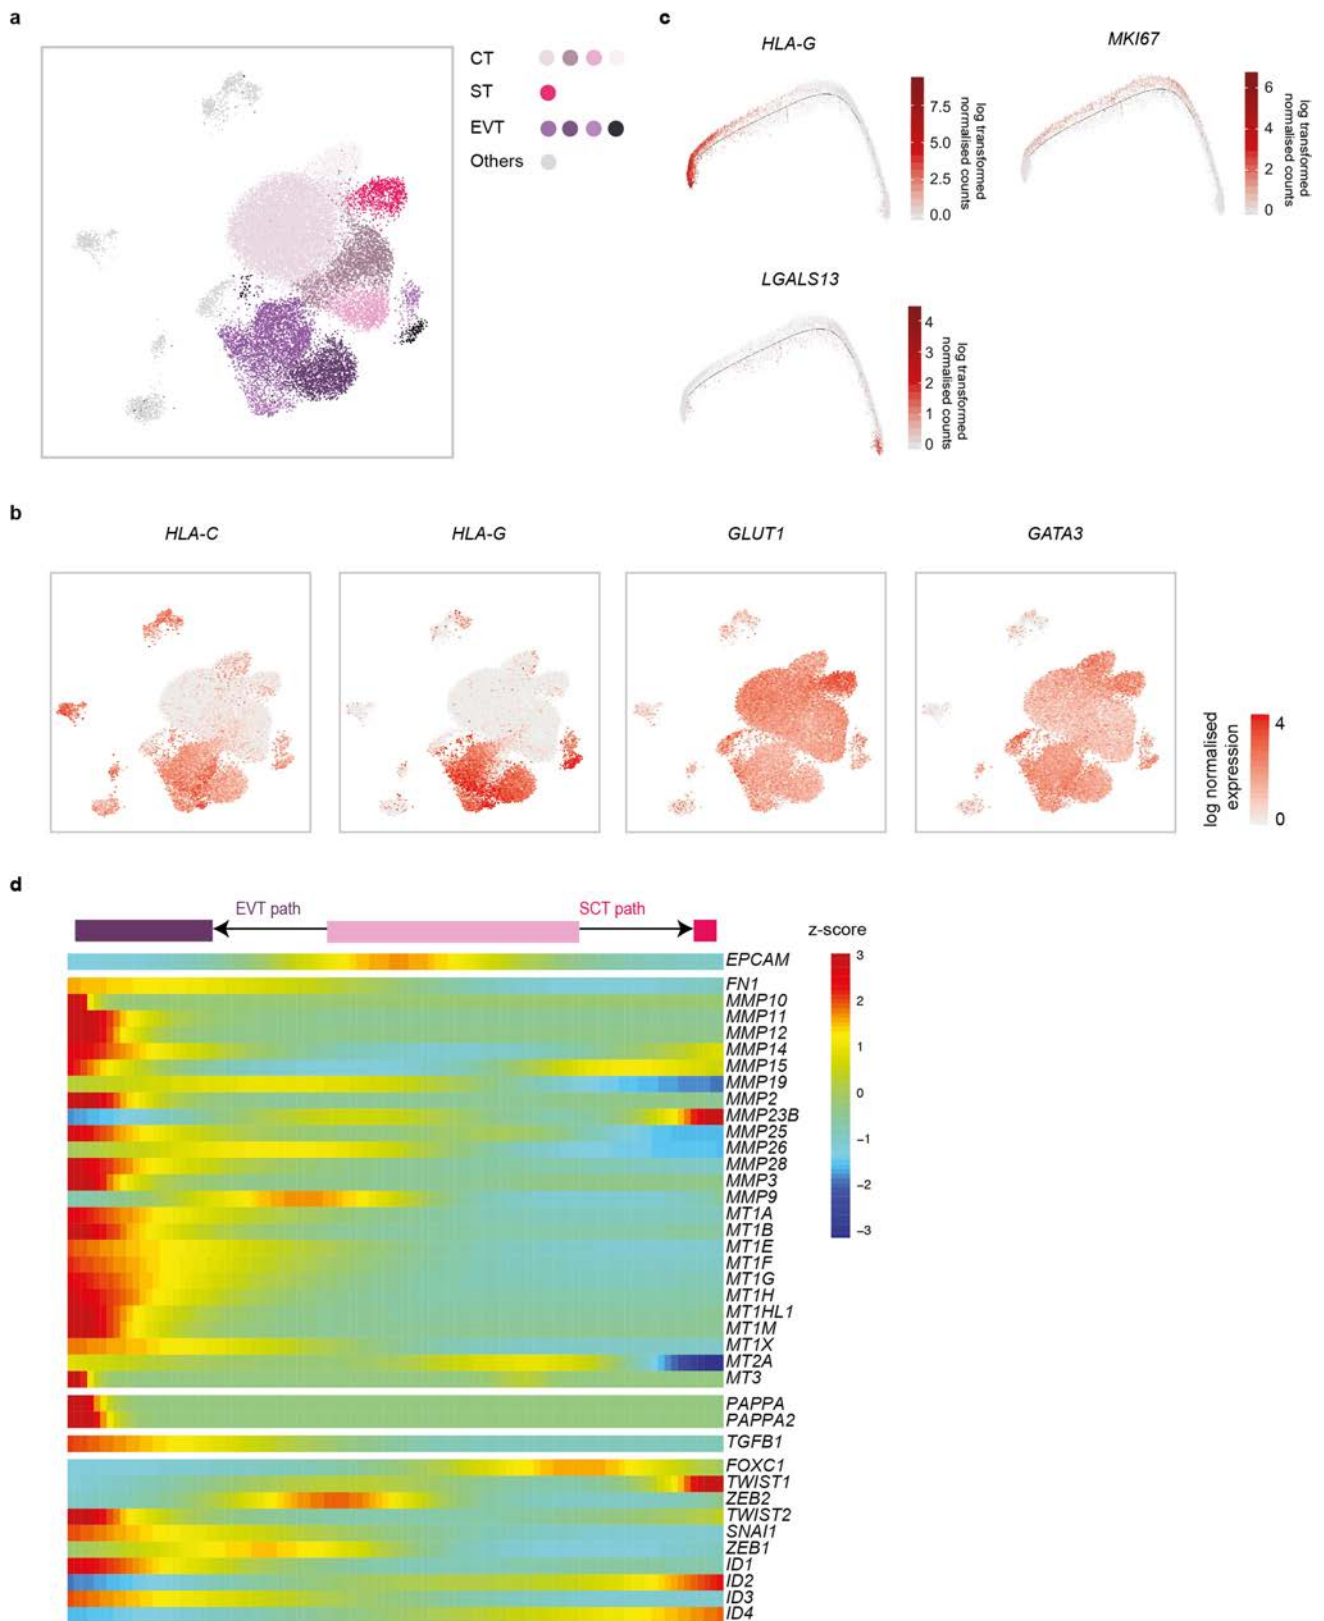 a
CT
ST
EVT
Others
c
HLA-G
7.5
5.0
2.5
0.0
log transformed
normalised counts
MKI67
6
4
2
0
log transformed
normalised counts
LGALS13
4
3
2
1
0
log transformed
normalised counts
b
HLA-C
HLA-G
GLUT1
GATA3
log normalised
expression
4
0
d
EVT path
SCT path
z-score
3
2
1
0
−1
−2
−3
EPCAM
FN1
MMP10
MMP11
MMP12
MMP14
MMP15
MMP19
MMP2
MMP23B
MMP25
MMP26
MMP28
MMP3
MMP9
MT1A
MT1B
MT1E
MT1F
MT1G
MT1H
MT1HL1
MT1M
MT1X
MT2A
MT3
PAPPA
PAPPA2
TGFB1
FOXC1
TWIST1
ZEB2
TWIST2
SNAI1
ZEB1
ID1
ID2
ID3
ID4